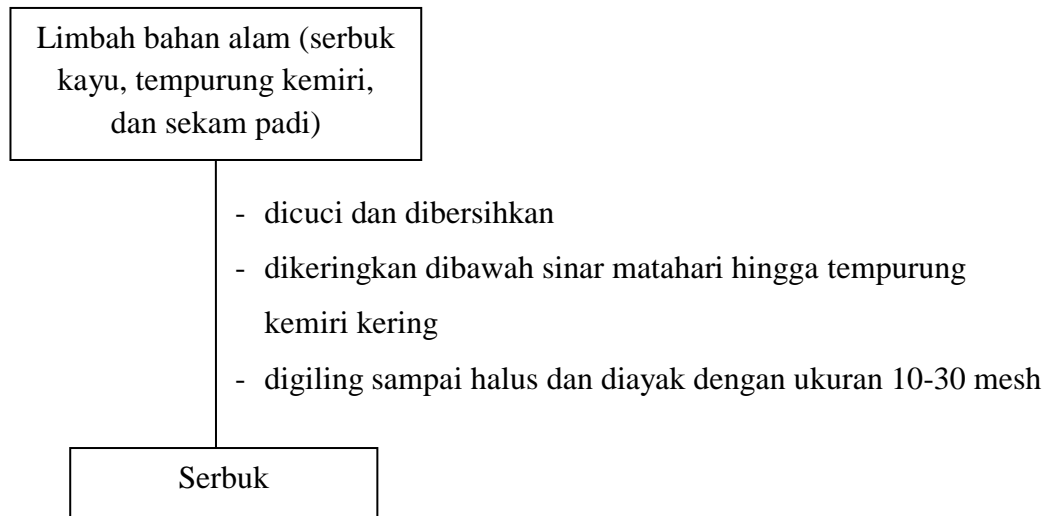 Limbah bahan alam (serbuk
kayu, tempurung kemiri,
dan sekam padi)
- dicuci dan dibersihkan
- dikeringkan dibawah sinar matahari hingga tempurung
kemiri kering
- digiling sampai halus dan diayak dengan ukuran 10-30 mesh
Serbuk